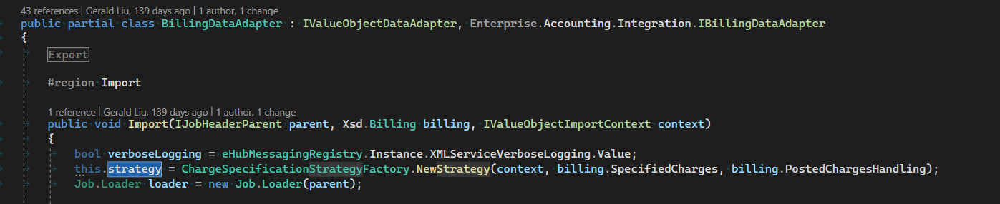 43 references | Gerald Liu, 139 days ago | 1 author, 1 change
public partial class BillingDataAdapter : IValueObjectDataAdapter, Enterprise.Accounting.Integration.IBillingDataAdapter
{
Export
#region Import
1 reference | Gerald Liu, 139 days ago | 1 author, 1 change
public void Import(IJobHeaderParent parent, Xsd.Billing billing, IValueObjectImportContext context)
{
bool verboseLogging = eHubMessagingRegistry.Instance.XMLServiceVerboseLogging.Value;
this.strategy = ChargeSpecificationStrategyFactory.NewStrategy(context, billing.SpecifiedCharges, billing.PostedChargesHandling);
Job.Loader loader = new Job.Loader(parent);